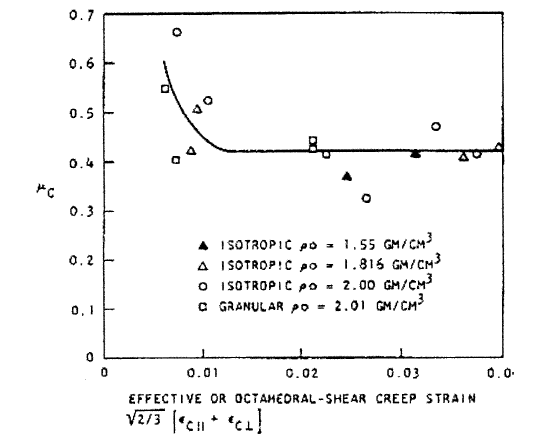 0.7
0.6
0.5
0.4
0.3
0.2
0.1
0
μC
▲ ISOTROPIC ρo = 1.55 GM/CM³
△ ISOTROPIC ρo = 1.816 GM/CM³
○ ISOTROPIC ρo = 2.00 GM/CM³
□ GRANULAR ρo = 2.01 GM/CM³
0 0.01 0.02 0.03 0.0
EFFECTIVE OR OCTAHEDRAL-SHEAR CREEP STRAIN
√2/3 [ϵC|| + ϵC⊥]